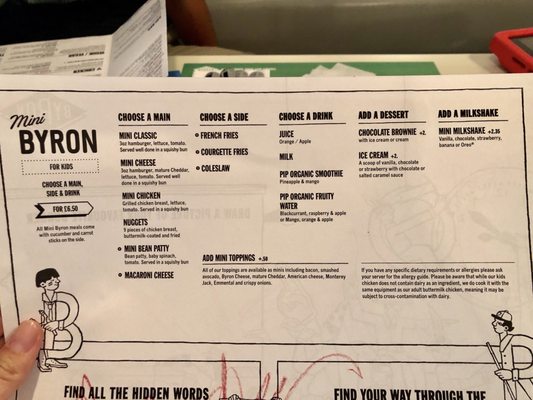 Mini
BYRON
FOR KIDS
CHOOSE A MAIN,
SIDE & DRINK
FOR £6.50
All Mini Byron meals come
with cucumber and carrot
sticks on the side.
CHOOSE A MAIN
MINI CLASSIC
3oz hamburger, lettuce, tomato.
Served well done in a squishy bun
MINI CHEESE
3oz hamburger, mature Cheddar,
lettuce, tomato. Served well
done in a squishy bun
MINI CHICKEN
Grilled chicken breast, lettuce,
tomato. Served in a squishy bun
NUGGETS
5 pieces of chicken breast,
buttermilk-coated and fried
MINI BEAN PATTY
Bean patty, baby spinach,
tomato. Served in a squishy bun
MACARONI CHEESE
CHOOSE A SIDE
FRENCH FRIES
COURGETTE FRIES
COLESLAW
CHOOSE A DRINK
JUICE
Orange / Apple
MILK
PIP ORGANIC SMOOTHIE
Pineapple & mango
PIP ORGANIC FRUITY
WATER
Blackcurrant, raspberry & apple
or Mango, orange & apple
ADD A DESSERT
CHOCOLATE BROWNIE +2.
with ice cream or cream
ICE CREAM +2.
A scoop of vanilla, chocolate
or strawberry with chocolate or
salted caramel sauce
ADD A MILKSHAKE
MINI MILKSHAKE +2.35
Vanilla, chocolate, strawberry,
banana or Oreo®
ADD MINI TOPPINGS +.50
All of our toppings are available as minis including bacon, smashed
avocado, Byron Cheese, mature Cheddar, American cheese, Monterey
Jack, Emmental and crispy onions.
If you have any specific dietary requirements or allergies please ask
your server for the allergy guide. Please be aware that while our kids
chicken does not contain dairy as an ingredient, we do cook it with the
same equipment as our adult buttermilk chicken, meaning it may be
subject to cross-contamination with dairy.
B
FIND ALL THE HIDDEN WORDS
FIND YOUR WAY THROUGH THE